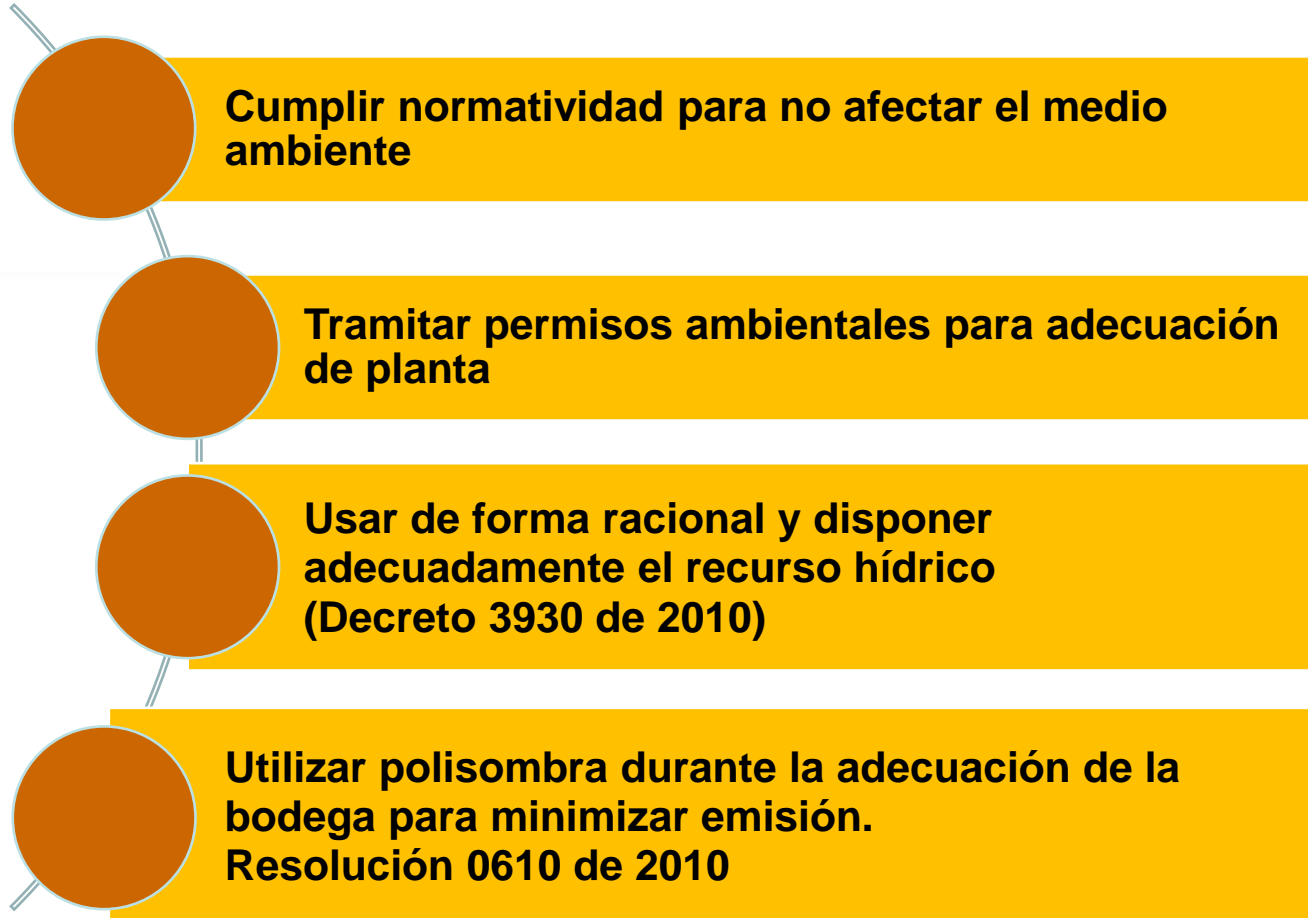 Cumplir normatividad para no afectar el medio
ambiente
Tramitar permisos ambientales para adecuación
de planta
Usar de forma racional y disponer
adecuadamente el recurso hídrico
(Decreto 3930 de 2010)
Utilizar polisombra durante la adecuación de la
bodega para minimizar emisión.
Resolución 0610 de 2010